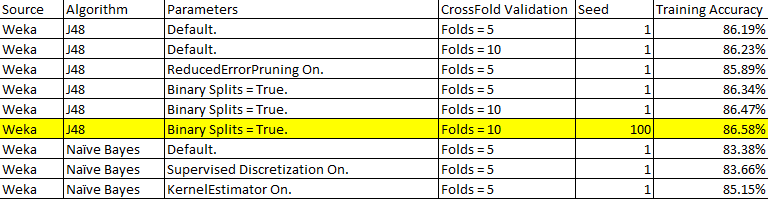 Source Algorithm Parameters CrossFold Validation Seed Training Accuracy
Weka J48 Default. Folds = 5 1 86.19%
Weka J48 Default. Folds = 10 1 86.23%
Weka J48 ReducedErrorPruning On. Folds = 5 1 85.89%
Weka J48 Binary Splits = True. Folds = 5 1 86.34%
Weka J48 Binary Splits = True. Folds = 10 1 86.47%
Weka J48 Binary Splits = True. Folds = 10 100 86.58%
Weka Naïve Bayes Default. Folds = 5 1 83.38%
Weka Naïve Bayes Supervised Discretization On. Folds = 5 1 83.66%
Weka Naïve Bayes KernelEstimator On. Folds = 5 1 85.15%